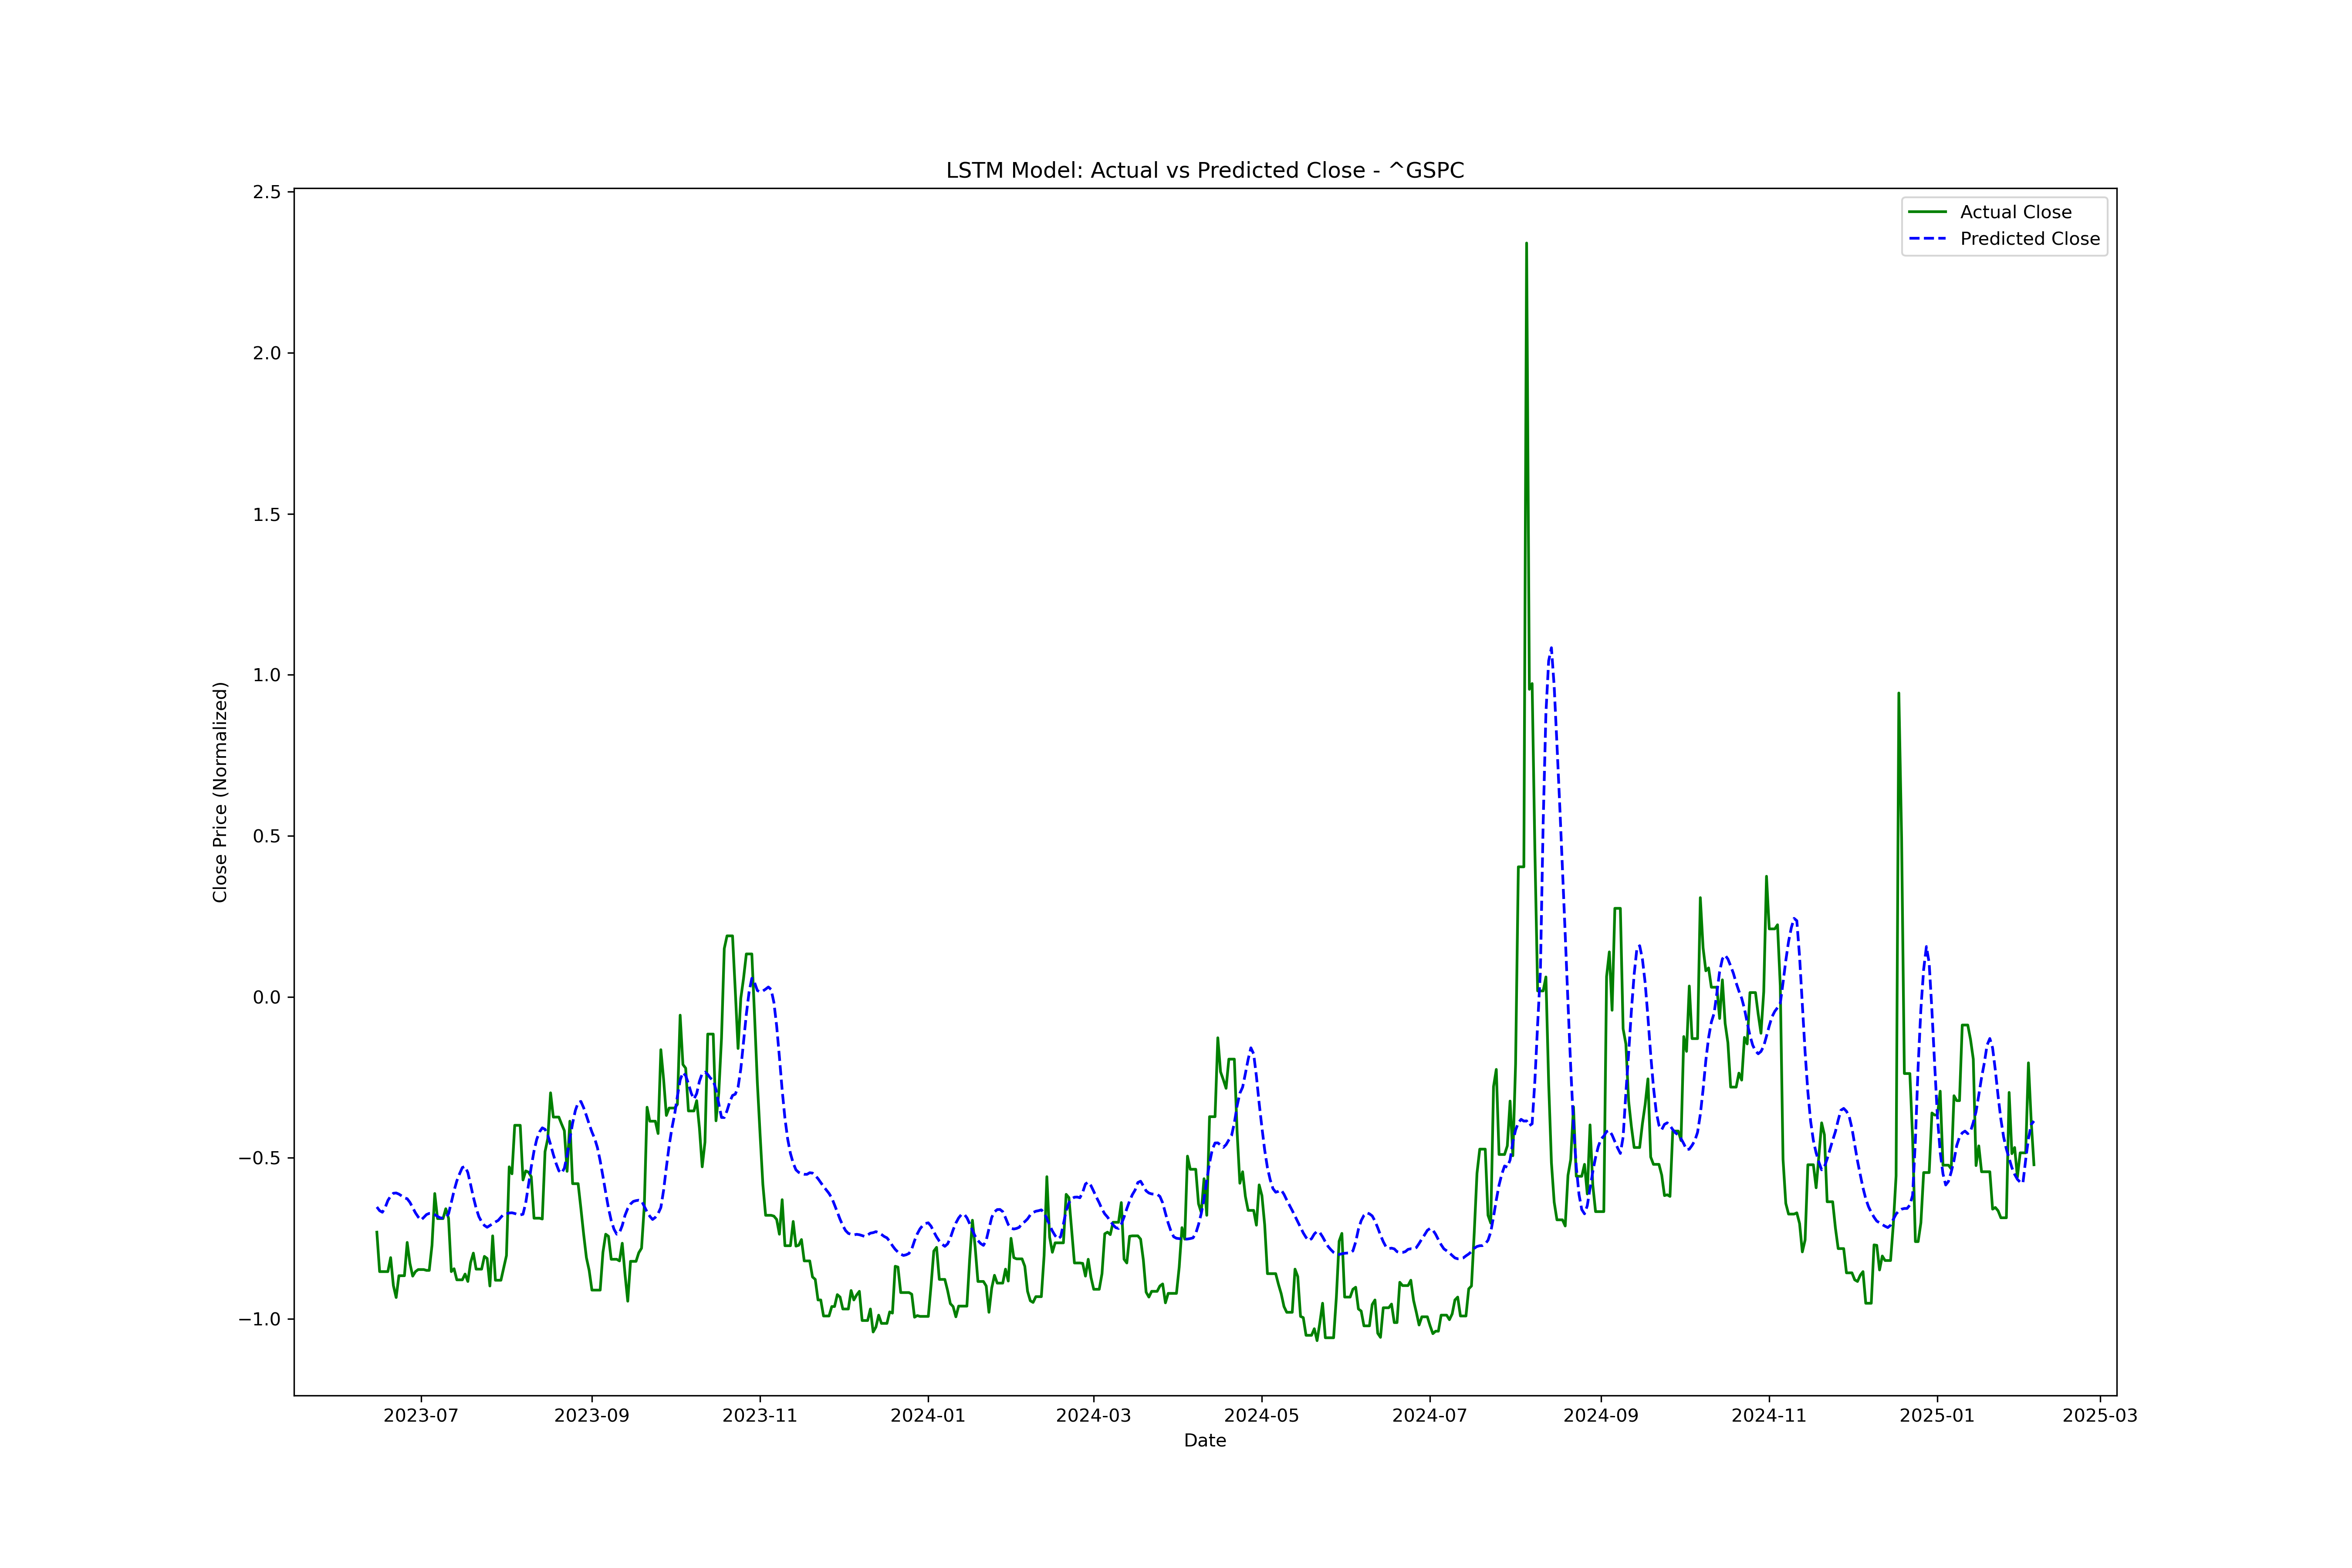 LSTM Model: Actual vs Predicted Close - ^GSPC
Actual Close
Predicted Close
2.5
2.0
1.5
1.0
0.5
0.0
−0.5
−1.0
Close Price (Normalized)
2023-07 2023-09 2023-11 2024-01 2024-03 2024-05 2024-07 2024-09 2024-11 2025-01 2025-03
Date